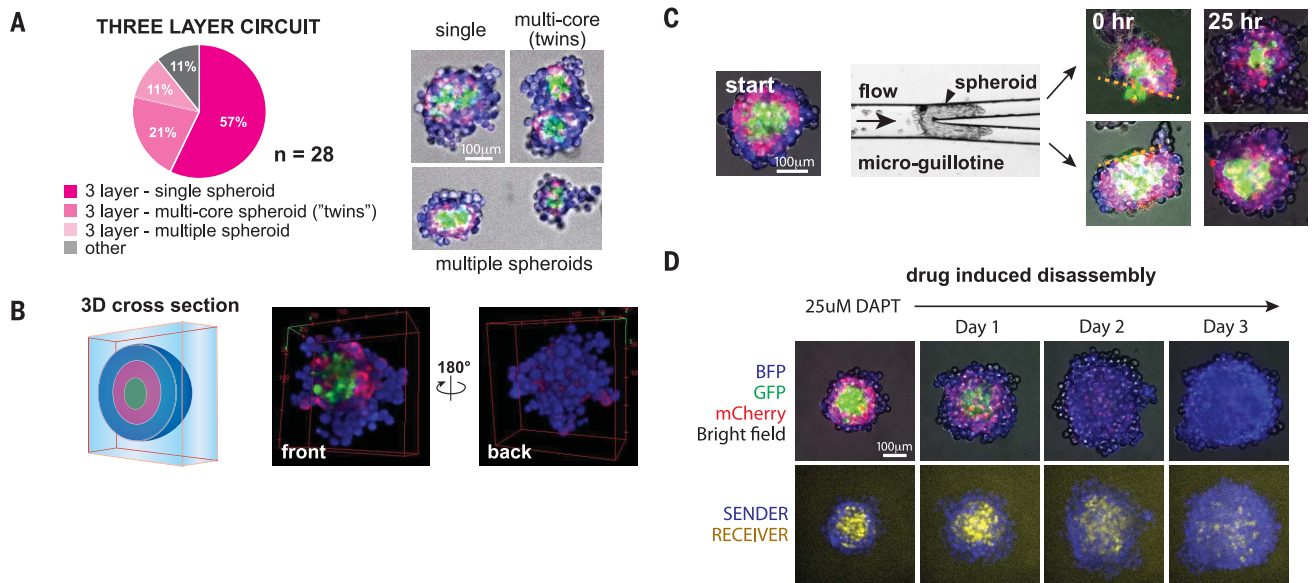 A
THREE LAYER CIRCUIT
11%
11%
21%
57%
n = 28
3 layer - single spheroid
3 layer - multi-core spheroid ("twins")
3 layer - multiple spheroid
other
single
multi-core
(twins)
100μm
multiple spheroids
B
3D cross section
front
180°
back
C
start
100μm
flow
spheroid
micro-guillotine
0 hr
25 hr
D
drug induced disassembly
25uM DAPT
Day 1
Day 2
Day 3
BFP
GFP
mCherry
Bright field
100μm
SENDER
RECEIVER